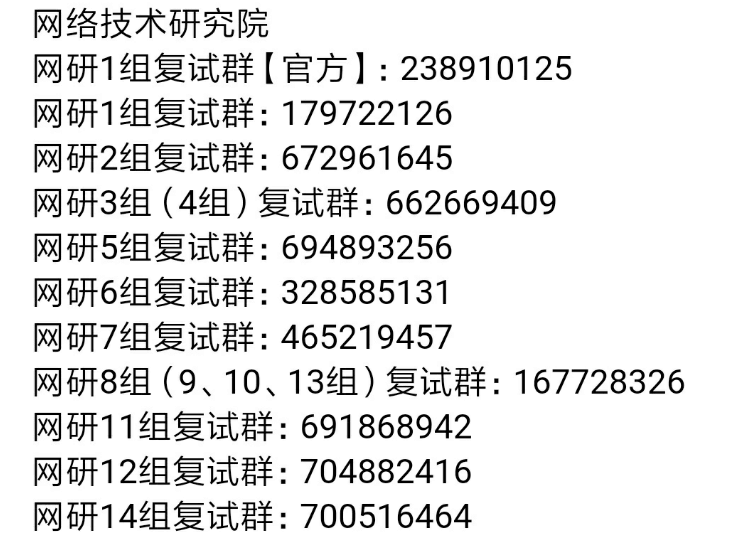 网络技术研究院
网研1组复试群【官方】: 238910125
网研1组复试群: 179722126
网研2组复试群: 672961645
网研3组（4组）复试群: 662669409
网研5组复试群: 694893256
网研6组复试群: 328585131
网研7组复试群: 465219457
网研8组（9、10、13组）复试群: 167728326
网研11组复试群: 691868942
网研12组复试群: 704882416
网研14组复试群: 700516464